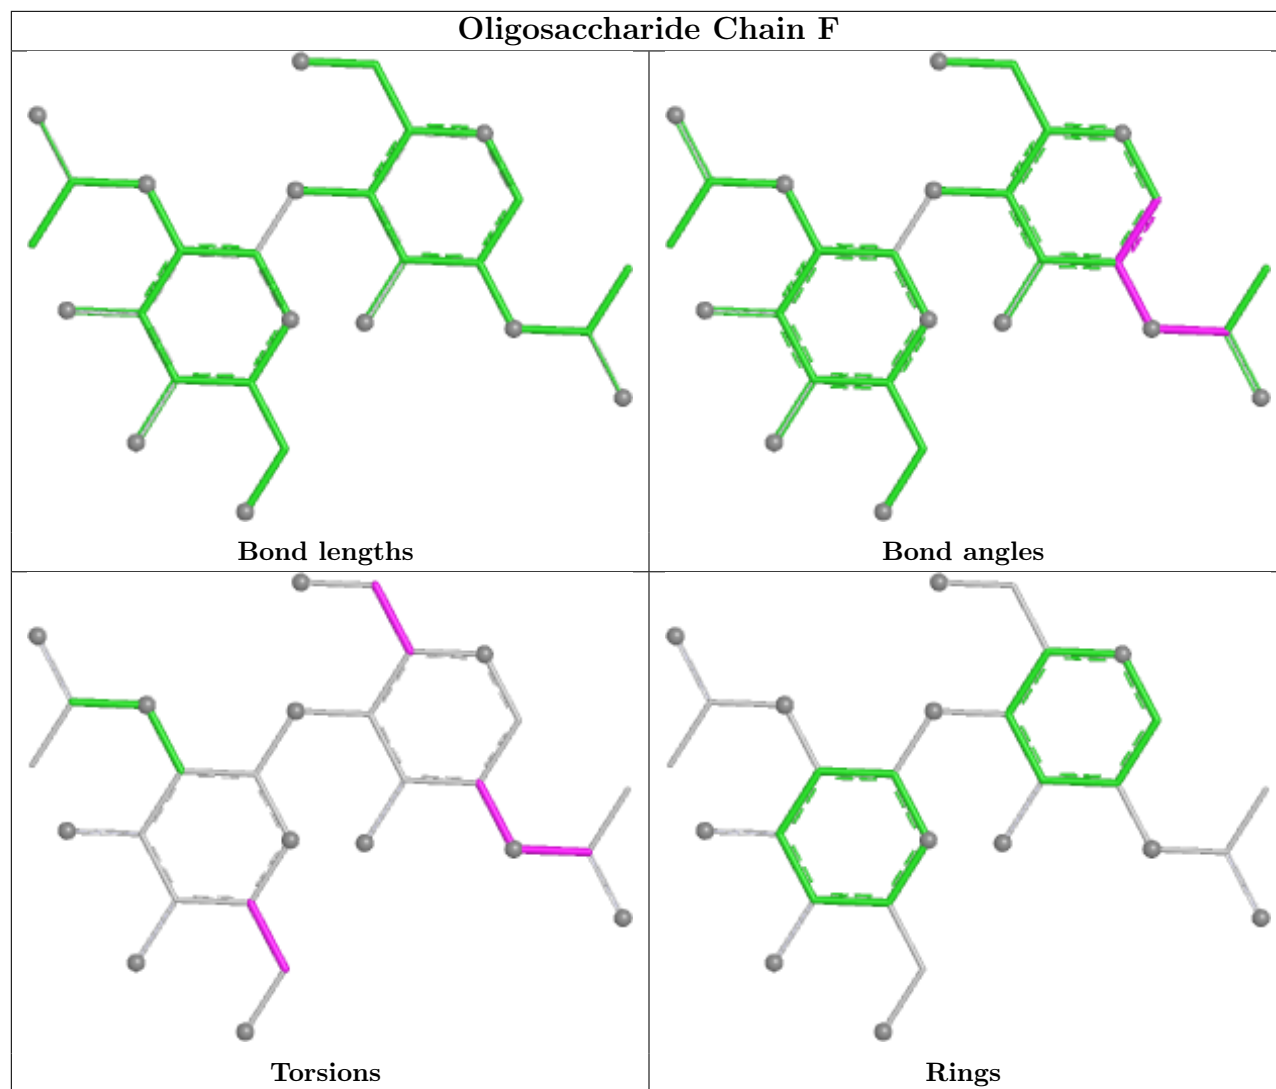 Oligosaccharide Chain F
Bond lengths
Bond angles
Torsions
Rings